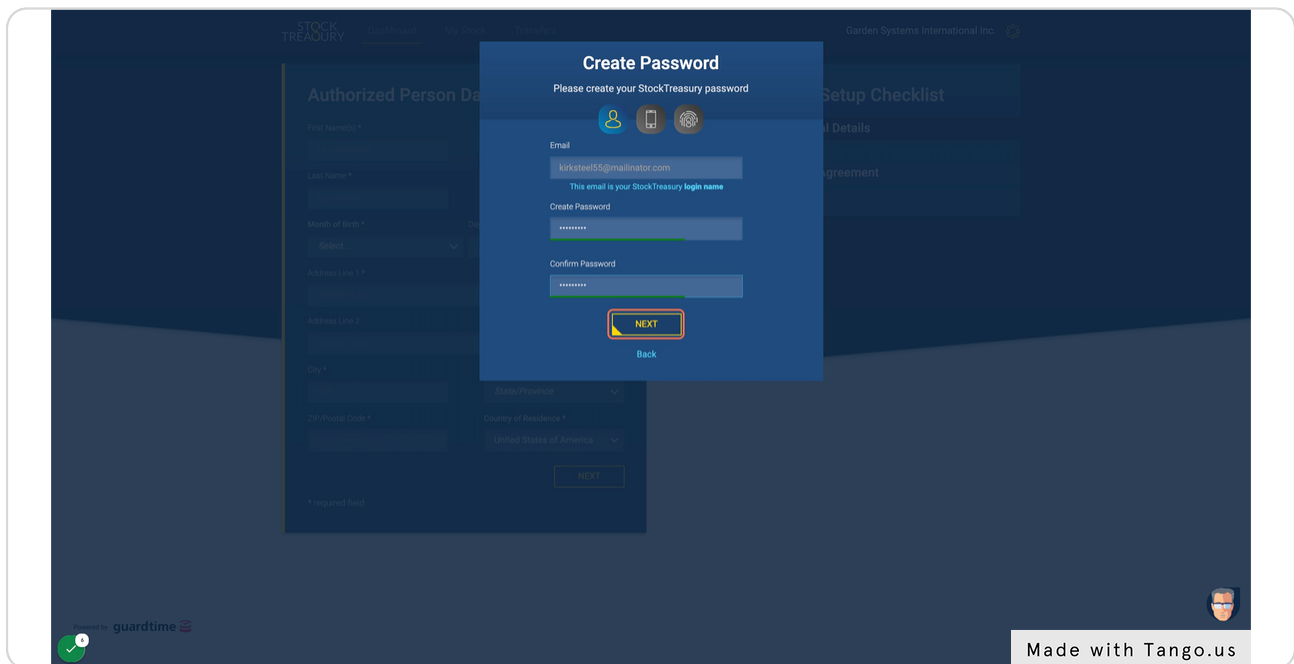 STOCK
TREASURY
Dashboard My Stock Transfers
Garden Systems International Inc.
Create Password
Please create your StockTreasury password
Email
kirksteel55@mailinator.com
This email is your StockTreasury login name
Create Password
•••••••••
Confirm Password
•••••••••
NEXT
Back
Authorized Person Da
First Name(s) *
Last Name *
Month of Birth *
Select...
Address Line 1 *
Address Line 2
City *
State/Province
ZIP/Postal Code *
Country of Residence *
United States of America
NEXT
* required field
Setup Checklist
l Details
Agreement
Powered by guardtime
6
Made with Tango.us